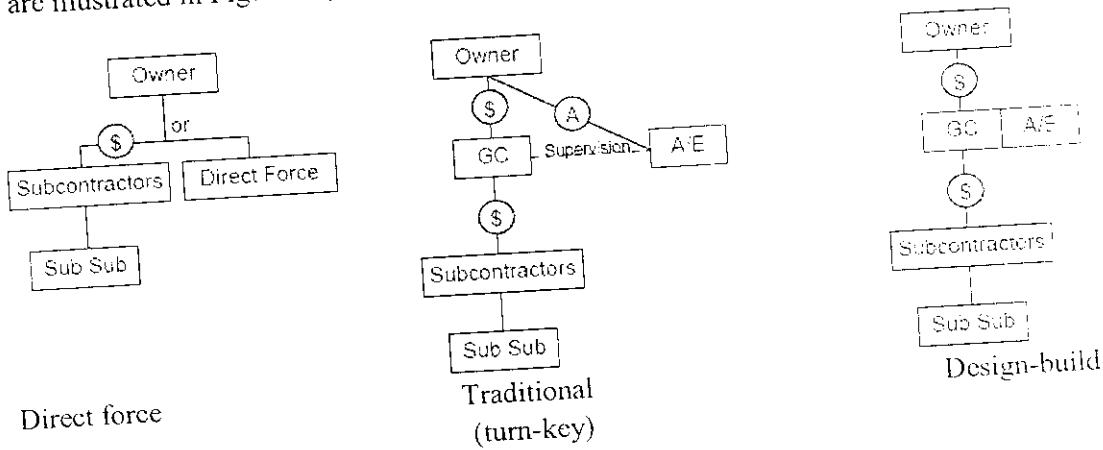 are illustrated in
Owner
$
or
Subcontractors
Direct Force
Sub Sub
Direct force
Owner
$
A
GC
Supervision
A/E
$
Subcontractors
Sub Sub
Traditional
(turn-key)
Owner
$
GC
A/E
$
Subcontractors
Sub Sub
Design-build